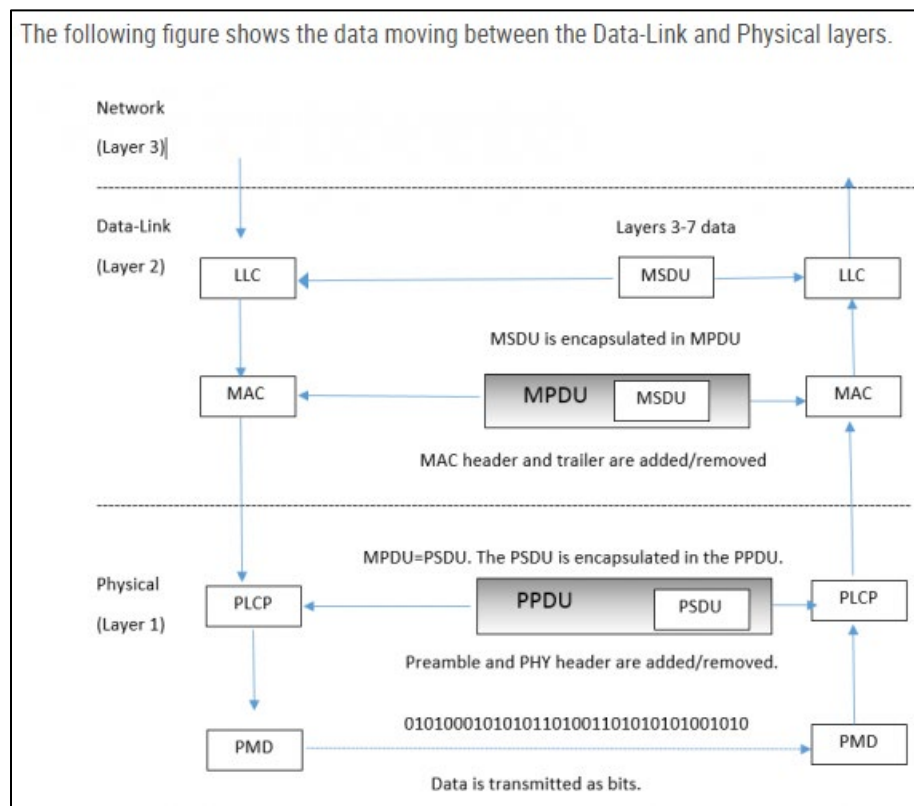 The following figure shows the data moving between the Data-Link and Physical layers.
Network
(Layer 3)
Data-Link
(Layer 2)
Layers 3-7 data
LLC
MSDU
LLC
MSDU is encapsulated in MPDU
MAC
MPDU
MSDU
MAC
MAC header and trailer are added/removed
MPDU=PSDU. The PSDU is encapsulated in the PPDU.
Physical
(Layer 1)
PLCP
PPDU
PSDU
PLCP
Preamble and PHY header are added/removed.
0101000101010110100110101010100101​0
PMD
PMD
Data is transmitted as bits.